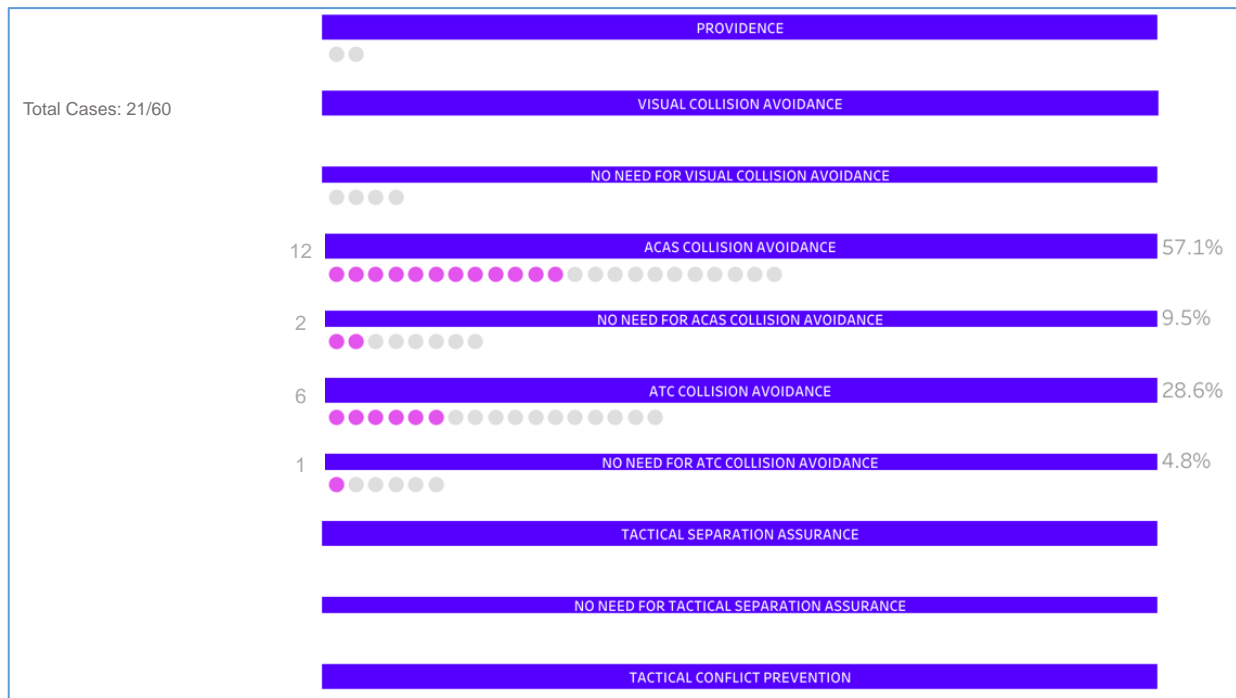 PROVIDENCE
Total Cases: 21/60
VISUAL COLLISION AVOIDANCE
NO NEED FOR VISUAL COLLISION AVOIDANCE
12 ACAS COLLISION AVOIDANCE 57.1%
2 NO NEED FOR ACAS COLLISION AVOIDANCE 9.5%
6 ATC COLLISION AVOIDANCE 28.6%
1 NO NEED FOR ATC COLLISION AVOIDANCE 4.8%
TACTICAL SEPARATION ASSURANCE
NO NEED FOR TACTICAL SEPARATION ASSURANCE
TACTICAL CONFLICT PREVENTION